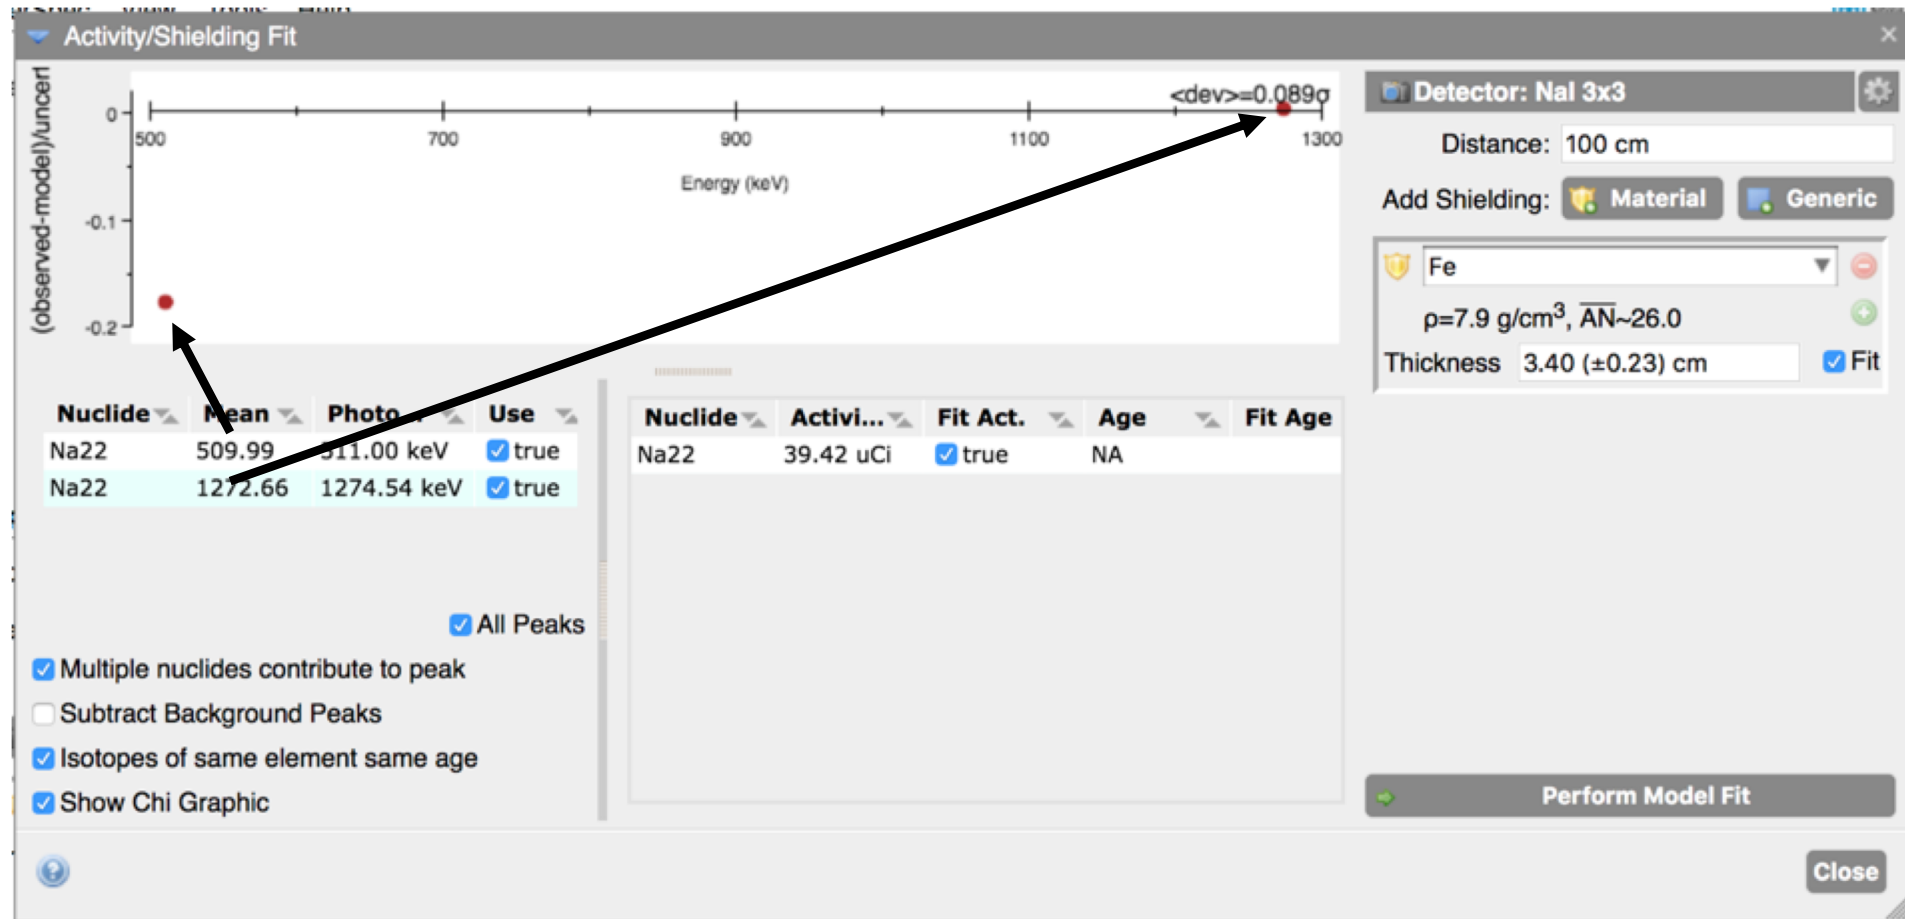 View Tools Help
Activity/Shielding Fit
(observed-model)/uncert
<dev>=0.089σ
0
500 700 900 1100 1300
Energy (keV)
-0.1
-0.2
Detector: NaI 3x3
Distance: 100 cm
Add Shielding: Material Generic
Fe
ρ=7.9 g/cm³, AN~26.0
Thickness 3.40 (±0.23) cm Fit
Nuclide Mean Photo Use
Na22 509.99 511.00 keV true
Na22 1272.66 1274.54 keV true
All Peaks
Multiple nuclides contribute to peak
Subtract Background Peaks
Isotopes of same element same age
Show Chi Graphic
Nuclide Activi... Fit Act. Age Fit Age
Na22 39.42 uCi true NA
Perform Model Fit
Close